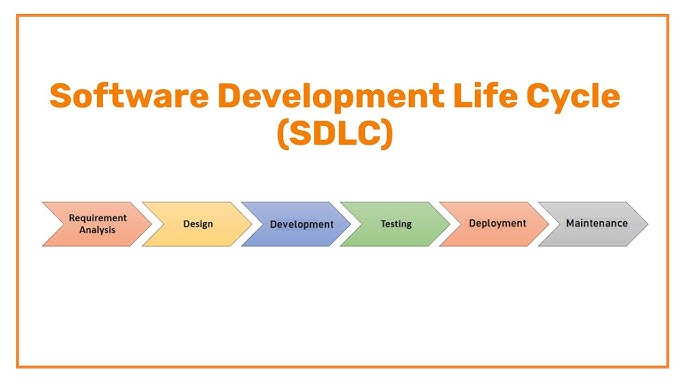 Software Development Life Cycle
(SDLC)
Requirement
Analysis
Design
Development
Testing
Deployment
Maintenance